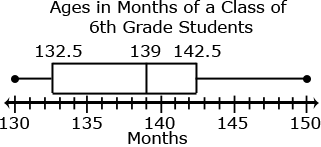 Ages in Months of a Class of
6th Grade Students
132.5 139 142.5
130 135 140 145 150
Months